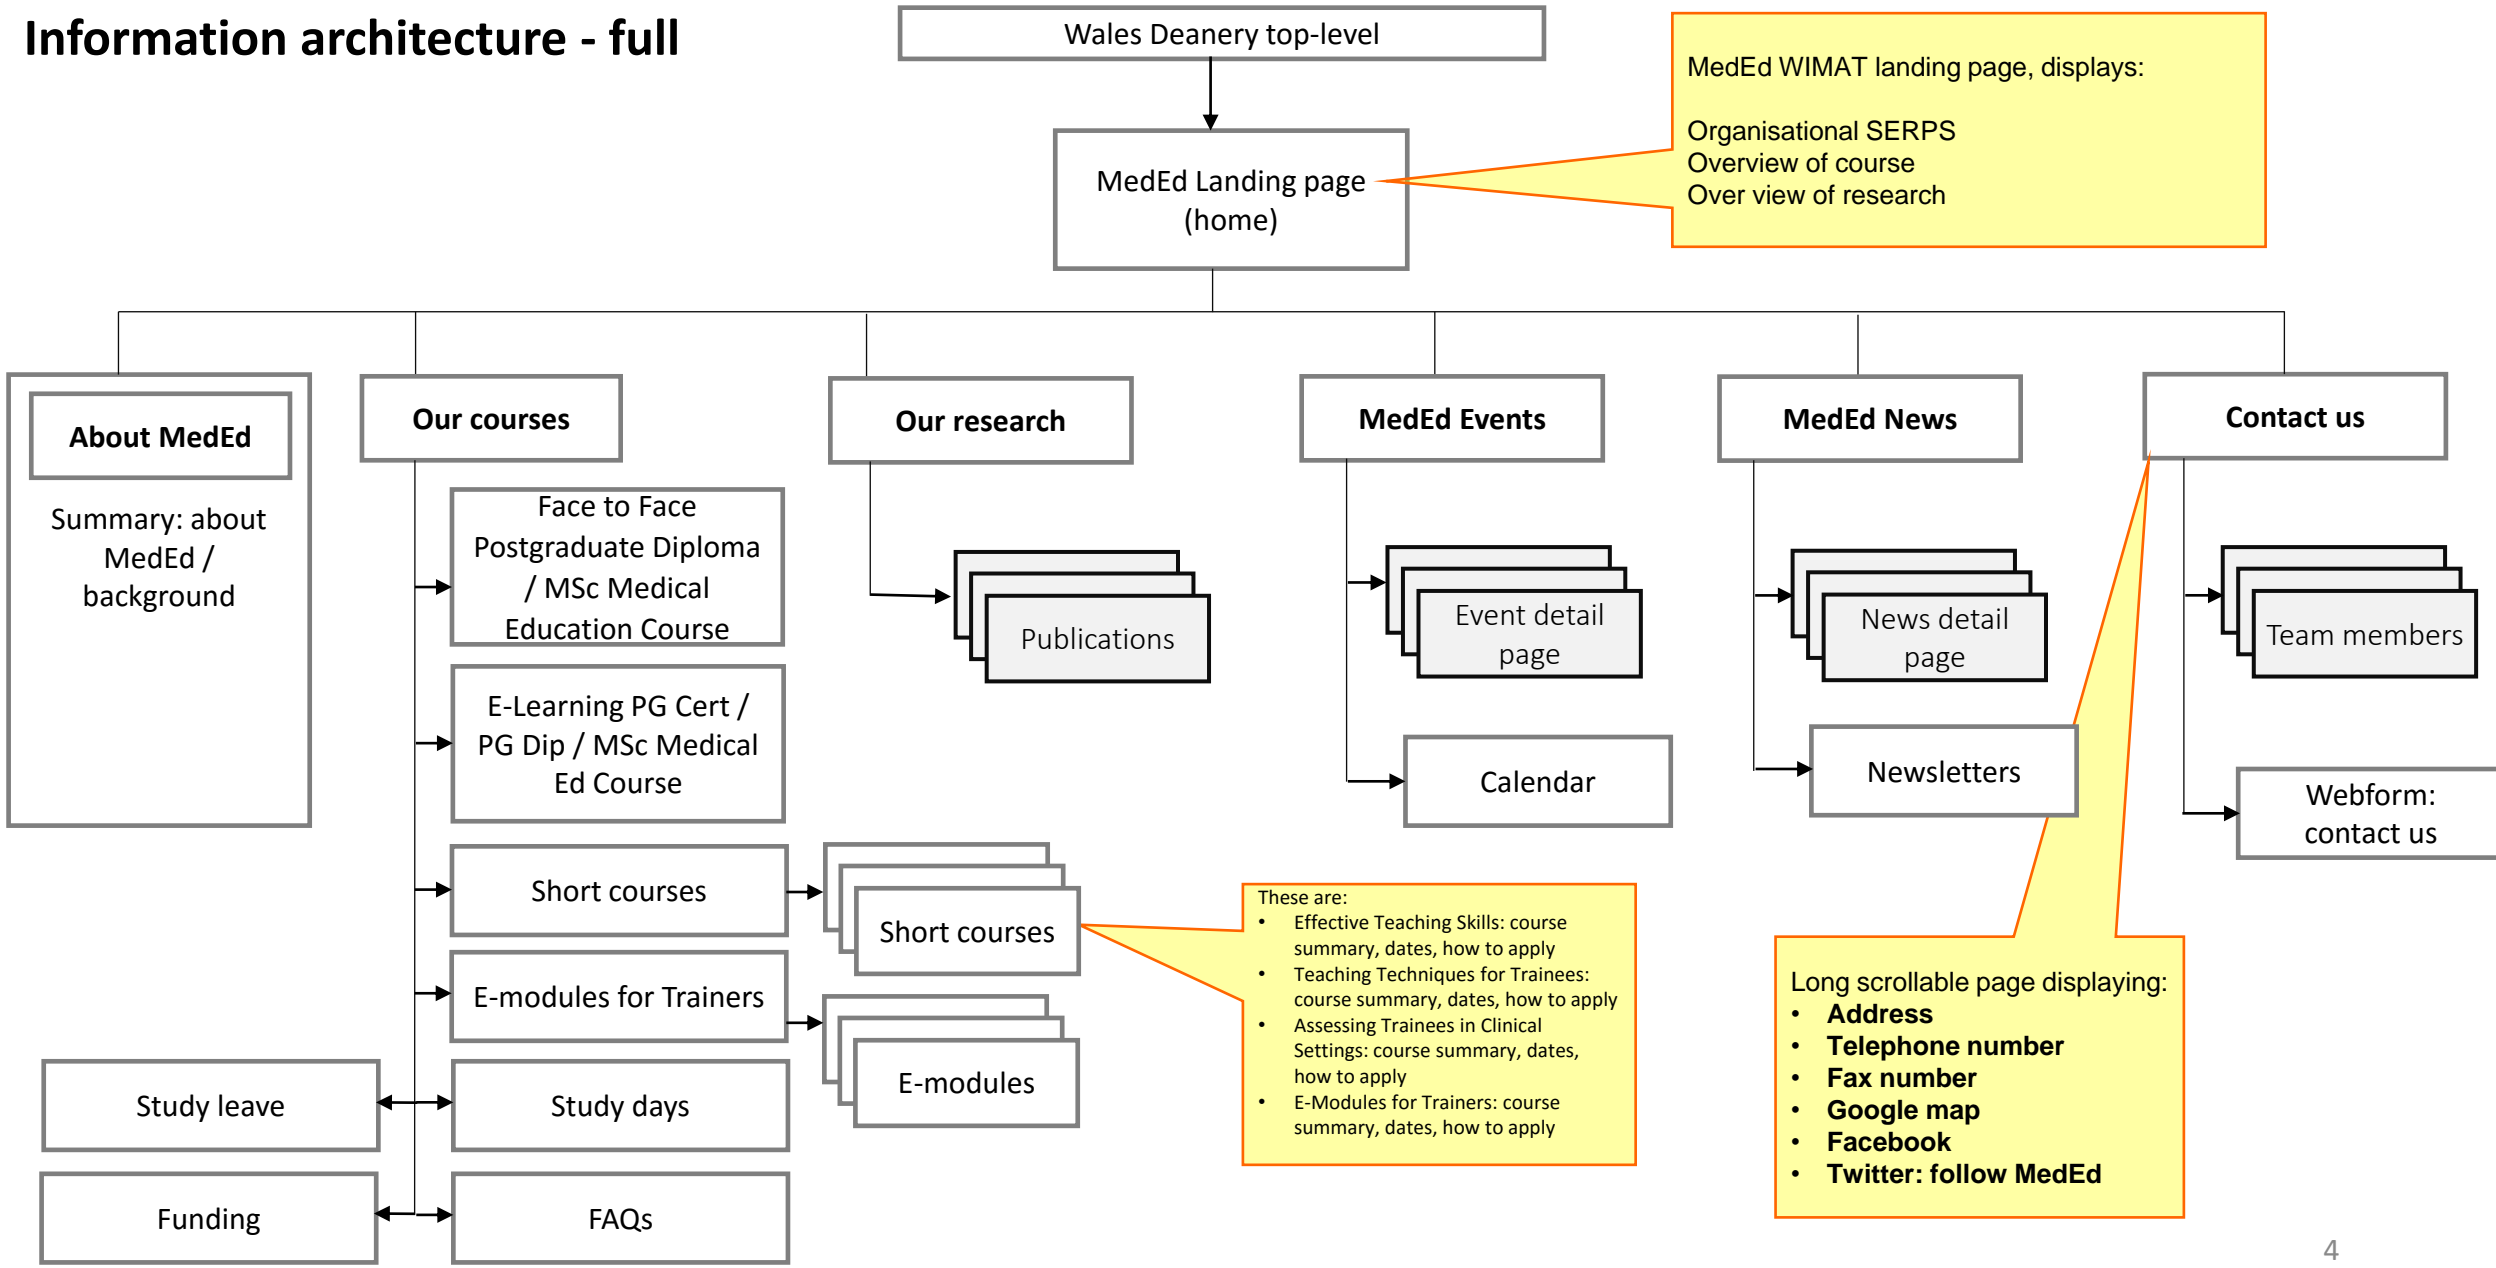 Information architecture - full
Wales Deanery top-level
MedEd WIMAT landing page, displays:
Organisational SERPS
Overview of course
Over view of research
MedEd Landing page
(home)
About MedEd
Summary: about
MedEd /
background
Our courses
Face to Face
Postgraduate Diploma
/ MSc Medical
Education Course
E-Learning PG Cert /
PG Dip / MSc Medical
Ed Course
Short courses
Short courses
E-modules for Trainers
E-modules
Study leave
Study days
Funding
FAQs
These are:
• Effective Teaching Skills: course
summary, dates, how to apply
• Teaching Techniques for Trainees:
course summary, dates, how to apply
• Assessing Trainees in Clinical
Settings: course summary, dates,
how to apply
• E-Modules for Trainers: course
summary, dates, how to apply
Our research
Publications
MedEd Events
Event detail
page
Calendar
MedEd News
News detail
page
Newsletters
Contact us
Team members
Webform:
contact us
Long scrollable page displaying:
• Address
• Telephone number
• Fax number
• Google map
• Facebook
• Twitter: follow MedEd
4